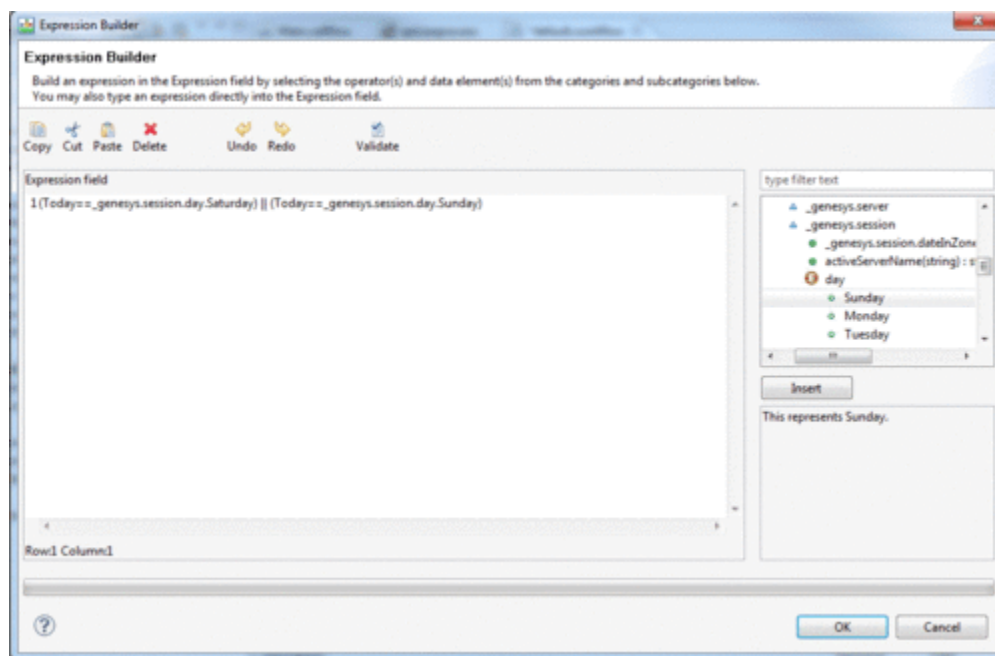 Expression Builder
Expression Builder
Build an expression in the Expression field by selecting the operator(s) and data element(s) from the categories and subcategories below.
You may also type an expression directly into the Expression field.
Copy Cut Paste Delete Undo Redo Validate
Expression field
1 (Today==_genesys.session.day.Saturday) || (Today==_genesys.session.day.Sunday)
type filter text
_genesys.server
_genesys.session
_genesys.session.dateInZone
activeServerName(string) : s
day
Sunday
Monday
Tuesday
Insert
This represents Sunday.
Row:1 Column:1
OK Cancel